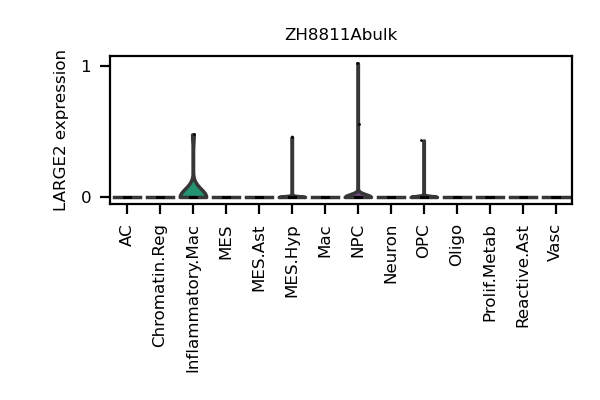 ZH8811Abulk
LARGE2 expression
1
0
AC
Chromatin.Reg
Inflammatory.Mac
MES
MES.Ast
MES.Hyp
Mac
NPC
Neuron
OPC
Oligo
Prolif.Metab
Reactive.Ast
Vasc